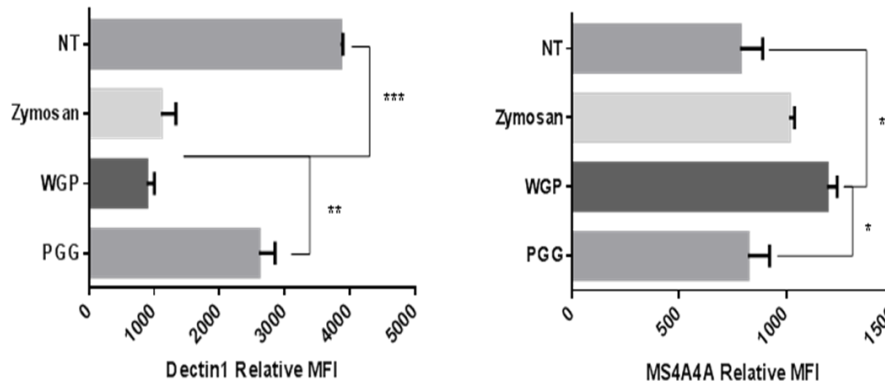 NT
Zymosan
WGP
PGG
***
**
0
1000
2000
3000
4000
5000
Dectin1 Relative MFI
NT
Zymosan
WGP
PGG
*
*
0
500
1000
1500
MS4A4A Relative MFI